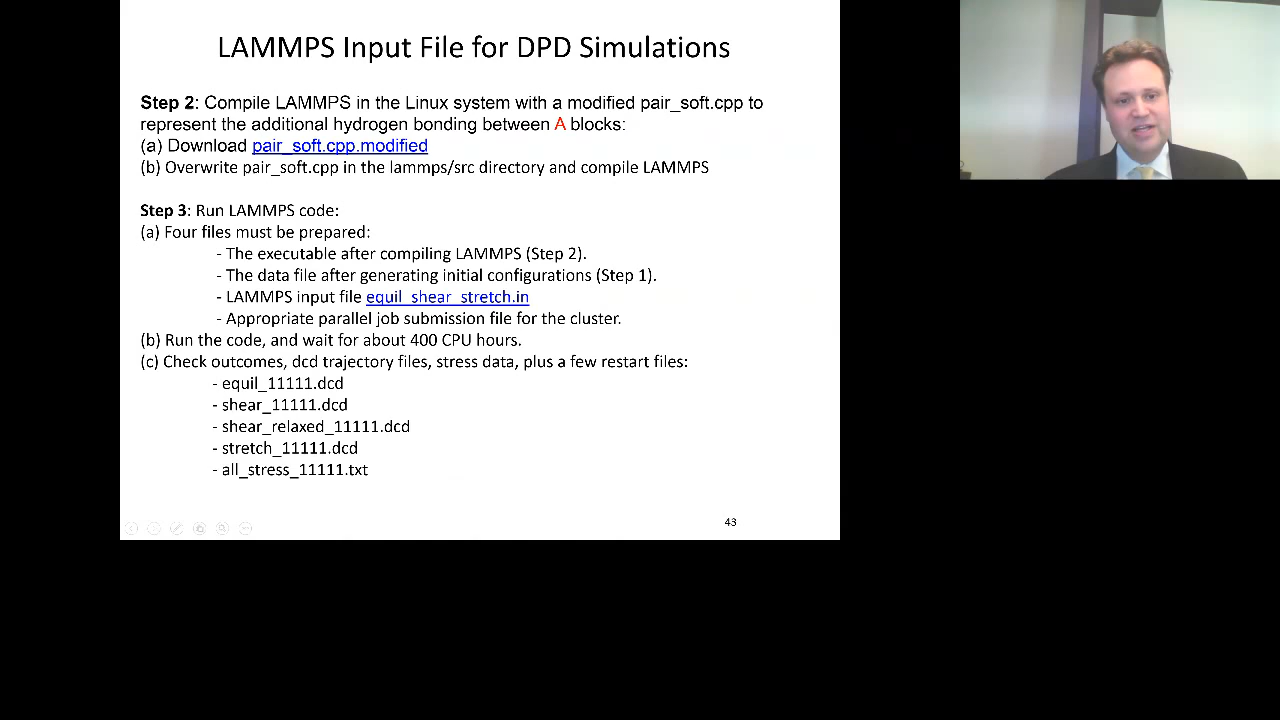 LAMMPS Input File for DPD Simulations
Step 2: Compile LAMMPS in the Linux system with a modified pair_soft.cpp to
represent the additional hydrogen bonding between A blocks:
(a) Download pair_soft.cpp.modified
(b) Overwrite pair_soft.cpp in the lammps/src directory and compile LAMMPS
Step 3: Run LAMMPS code:
(a) Four files must be prepared:
- The executable after compiling LAMMPS (Step 2).
- The data file after generating initial configurations (Step 1).
- LAMMPS input file equil_shear_stretch.in
- Appropriate parallel job submission file for the cluster.
(b) Run the code, and wait for about 400 CPU hours.
(c) Check outcomes, dcd trajectory files, stress data, plus a few restart files:
- equil_11111.dcd
- shear_11111.dcd
- shear_relaxed_11111.dcd
- stretch_11111.dcd
- all_stress_11111.txt
43